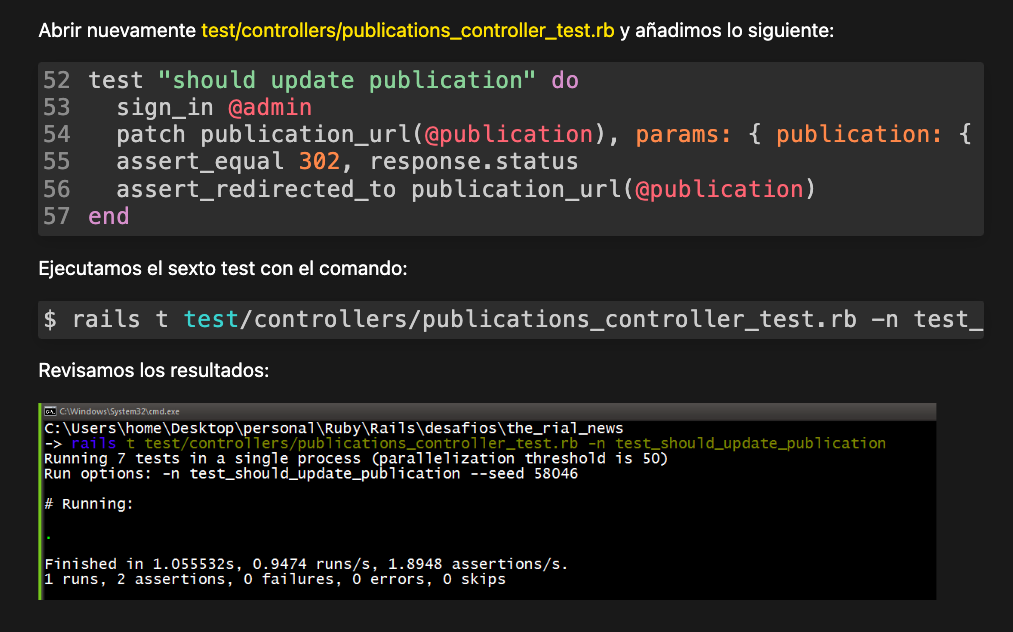 Abrir nuevamente test/controllers/publications_controller_test.rb y añadimos lo siguiente:
52 test "should update publication" do
53 sign_in @admin
54 patch publication_url(@publication), params: { publication: {
55 assert_equal 302, response.status
56 assert_redirected_to publication_url(@publication)
57 end
Ejecutamos el sexto test con el comando:
$ rails t test/controllers/publications_controller_test.rb -n test_
Revisamos los resultados:
C:\Windows\System32\cmd.exe
C:\Users\home\Desktop\personal\Ruby\Rails\desafios\the_rial_news
-> rails t test/controllers/publications_controller_test.rb -n test_should_update_publication
Running 7 tests in a single process (parallelization threshold is 50)
Run options: -n test_should_update_publication --seed 58046
# Running:
.
Finished in 1.055532s, 0.9474 runs/s, 1.8948 assertions/s.
1 runs, 2 assertions, 0 failures, 0 errors, 0 skips